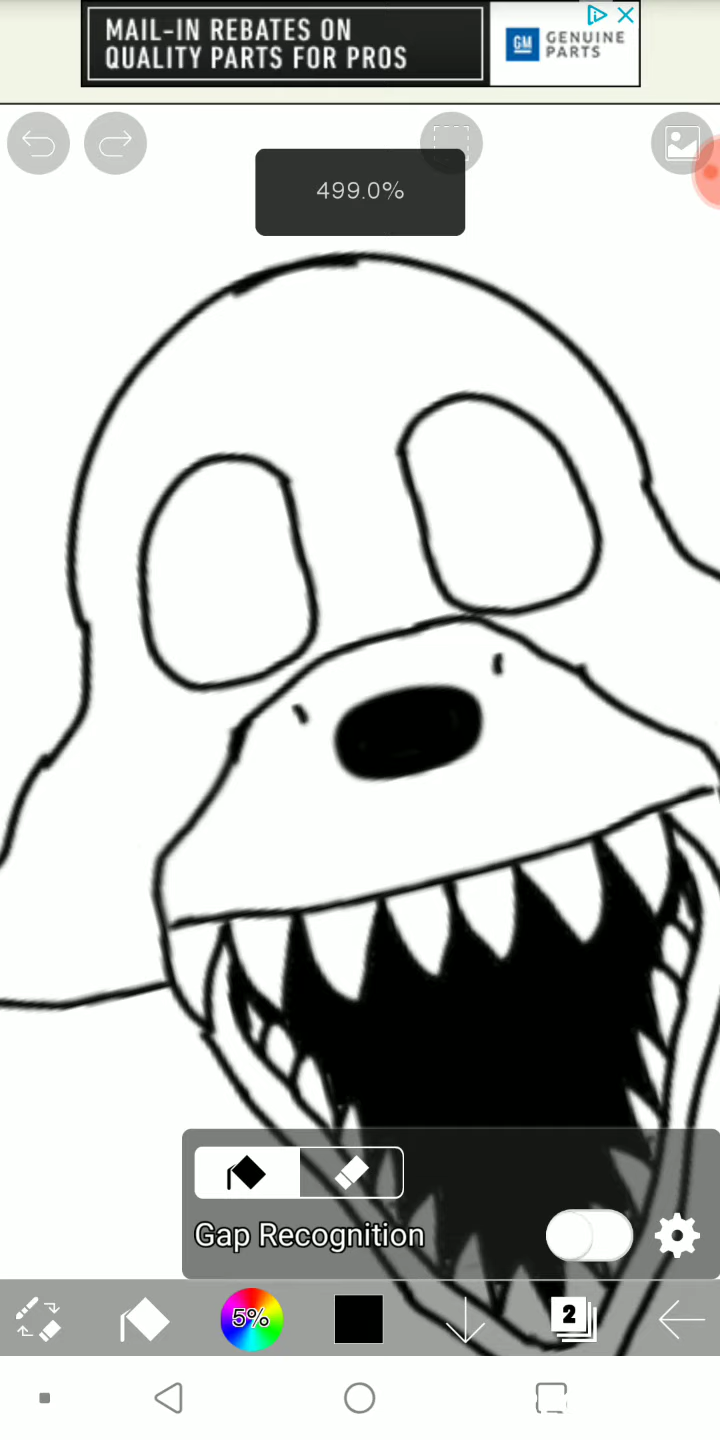 MAIL-IN REBATES ON
QUALITY PARTS FOR PROS
GM
GENUINE
PARTS
499.0%
Gap Recognition
5%
2